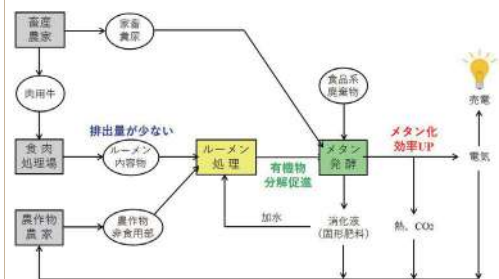 畜産
農家
家畜
糞尿
食品系
廃棄物
肉用牛
売電
排出量が少ない
メタン化
効率UP
食肉
処理場
ルーメン
内容物
ルーメン
処理
メタン
発酵
電気
有機物
分解促進
農作物
農家
農作物
非食用部
加水
消化液
(固形肥料)
熱、CO₂